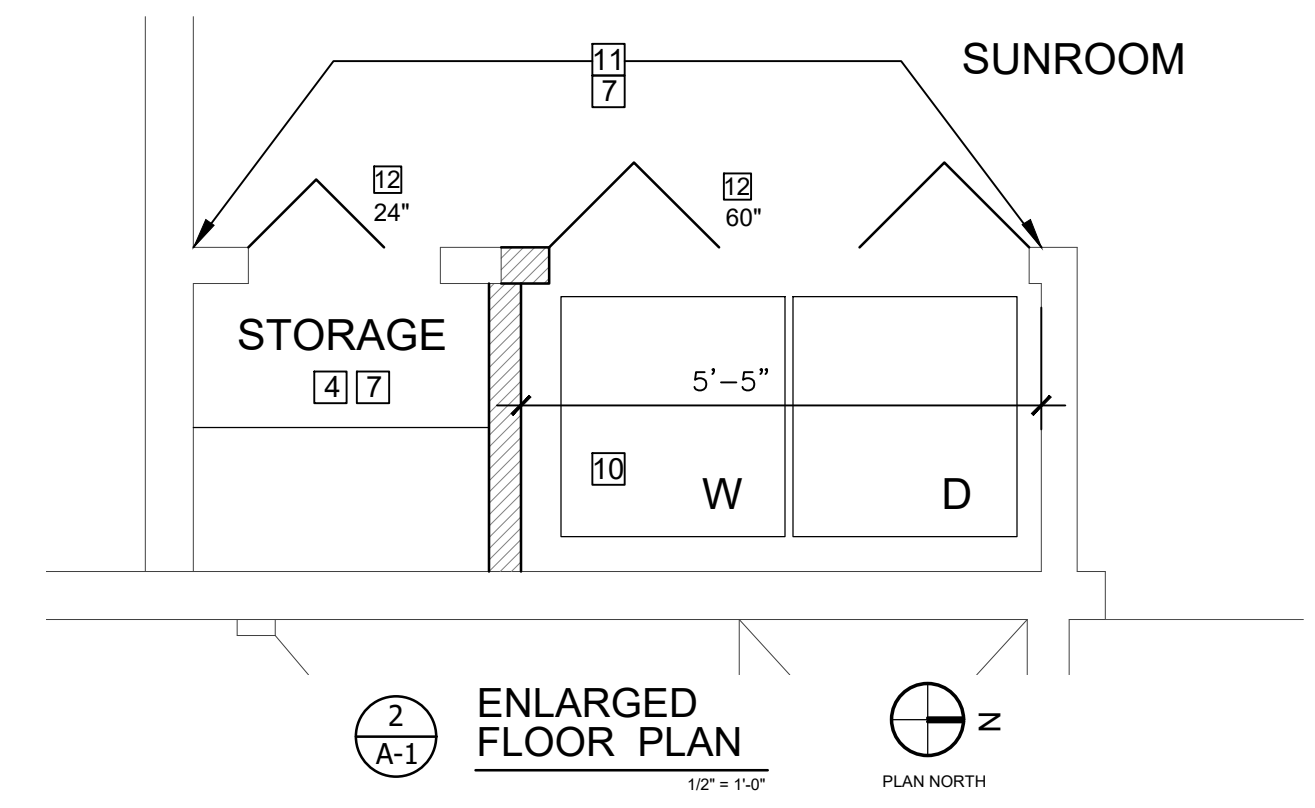 SUNROOM
11
7
12
24"
12
60"
STORAGE
4 7
5'-5"
10
W
D
2
A-1
ENLARGED
FLOOR PLAN
1/2" = 1'-0"
N
PLAN NORTH